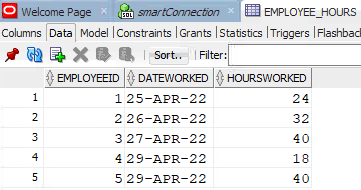 Welcome Page smartConnection EMPLOYEE_HOURS
Columns Data Model Constraints Grants Statistics Triggers Flashback
Sort.. Filter:
EMPLOYEEID DATEWORKED HOURSWORKED
1 1 25-APR-22 24
2 2 26-APR-22 32
3 3 27-APR-22 40
4 4 29-APR-22 18
5 5 29-APR-22 40